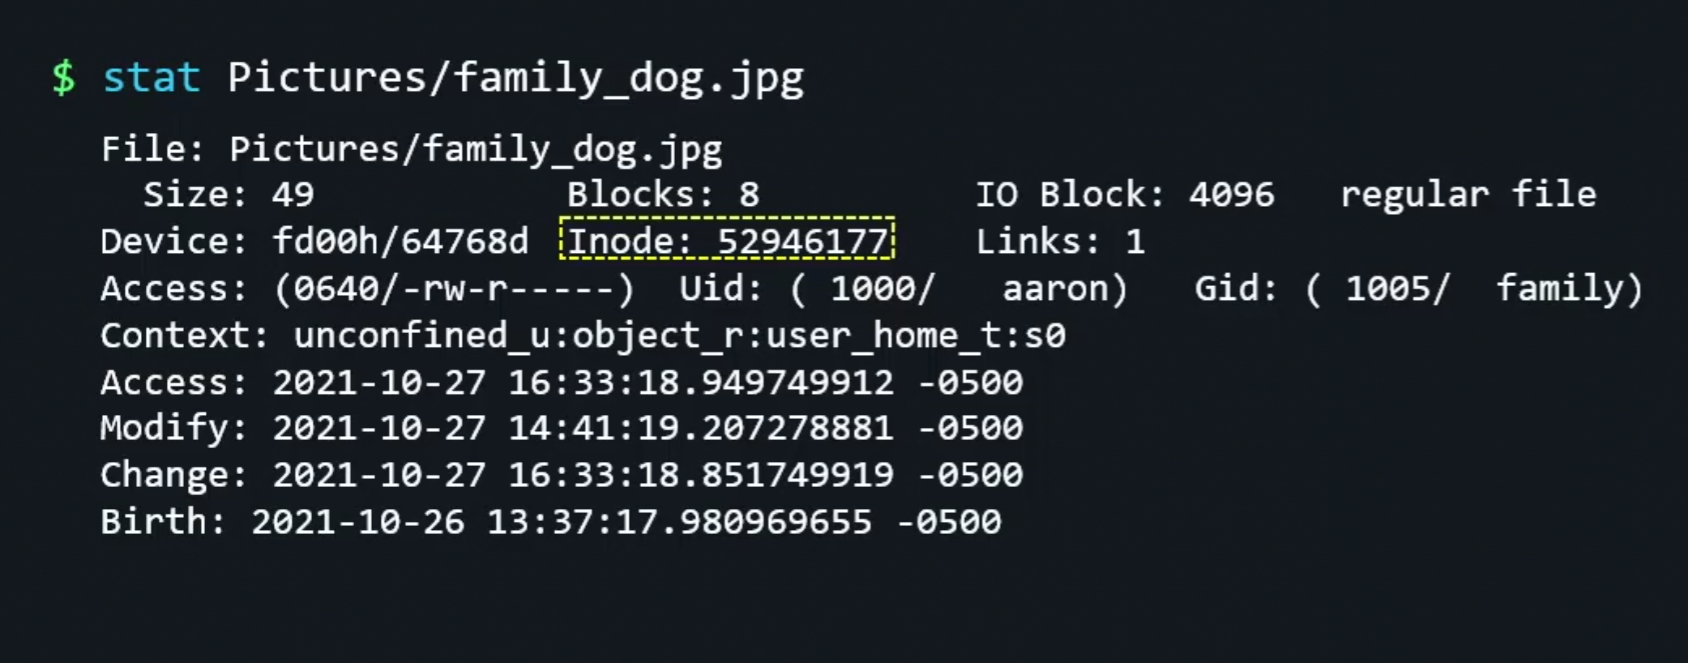 $ stat Pictures/family_dog.jpg
File: Pictures/family_dog.jpg
Size: 49 Blocks: 8 IO Block: 4096 regular file
Device: fd00h/64768d Inode: 52946177 Links: 1
Access: (0640/-rw-r-----) Uid: ( 1000/ aaron) Gid: ( 1005/ family)
Context: unconfined_u:object_r:user_home_t:s0
Access: 2021-10-27 16:33:18.949749912 -0500
Modify: 2021-10-27 14:41:19.207278881 -0500
Change: 2021-10-27 16:33:18.851749919 -0500
Birth: 2021-10-26 13:37:17.980969655 -0500